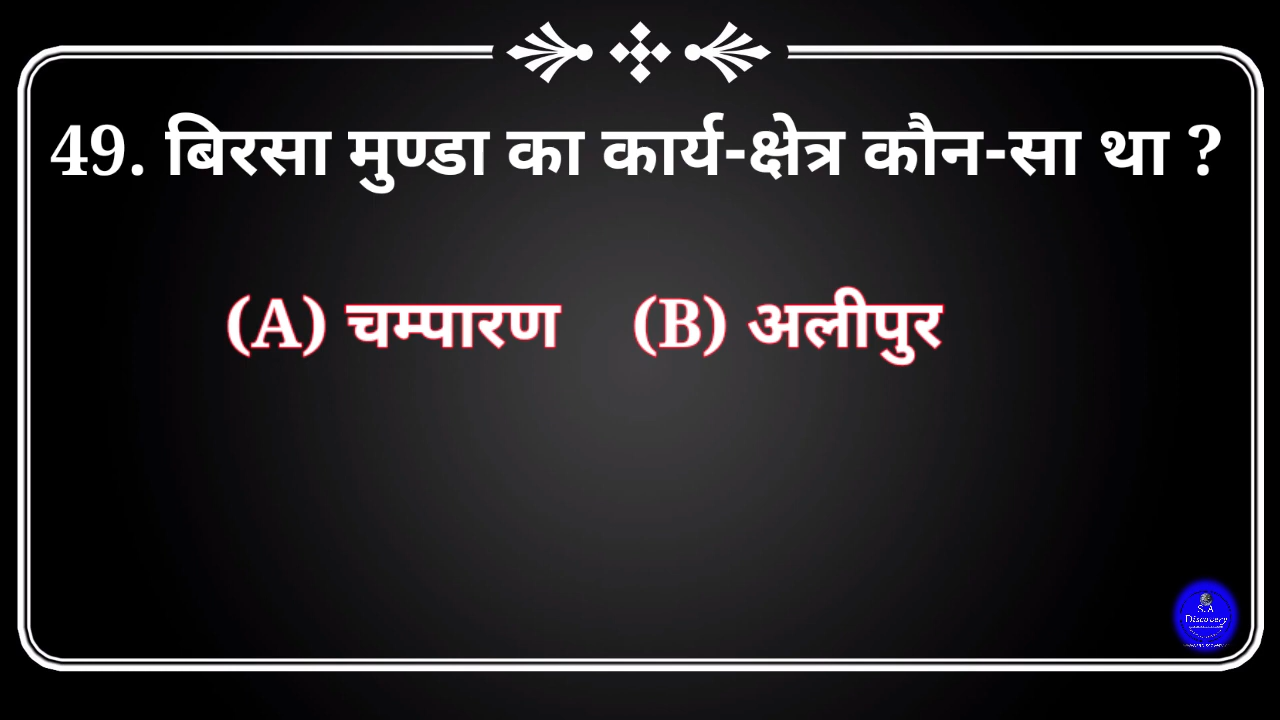 49. बिरसा मुण्डा का कार्य-क्षेत्र कौन-सा था ?
(A) चम्पारण (B) अलीपुर
S. A
Discovery